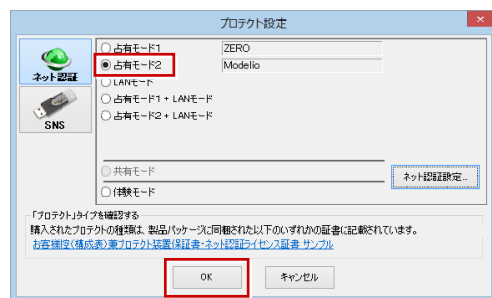 プロテクト設定
×
ネット認証
SNS
占有モード1 ZERO
占有モード2 Modelio
LANモード
占有モード1 + LANモード
占有モード2 + LANモード
共有モード
体験モード
ネット認証設定...
「プロテクト」タイプを確認する
購入されたプロテクトの種類は、製品パッケージに同梱された以下のいずれかの証書に記載されています。
お客様控(構成表)兼プロテクト装置保証書・ネット認証ライセンス証書 サンプル
OK キャンセル